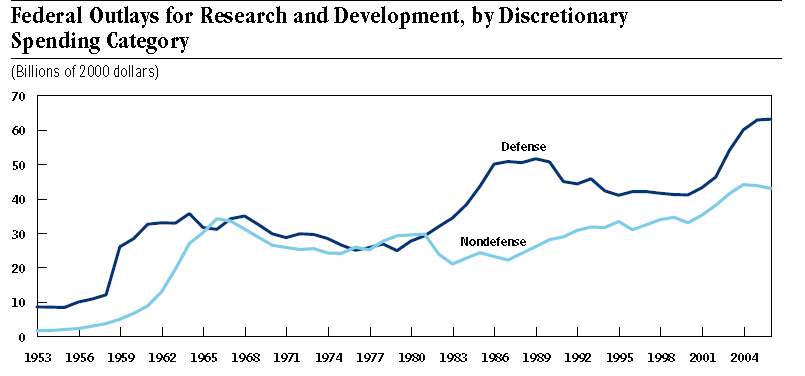 Federal Outlays for Research and Development, by Discretionary
Spending Category
(Billions of 2000 dollars)
70
60
Defense
50
40
30
Nondefense
20
10
0
1953 1956 1959 1962 1965 1968 1971 1974 1977 1980 1983 1986 1989 1992 1995 1998 2001 2004